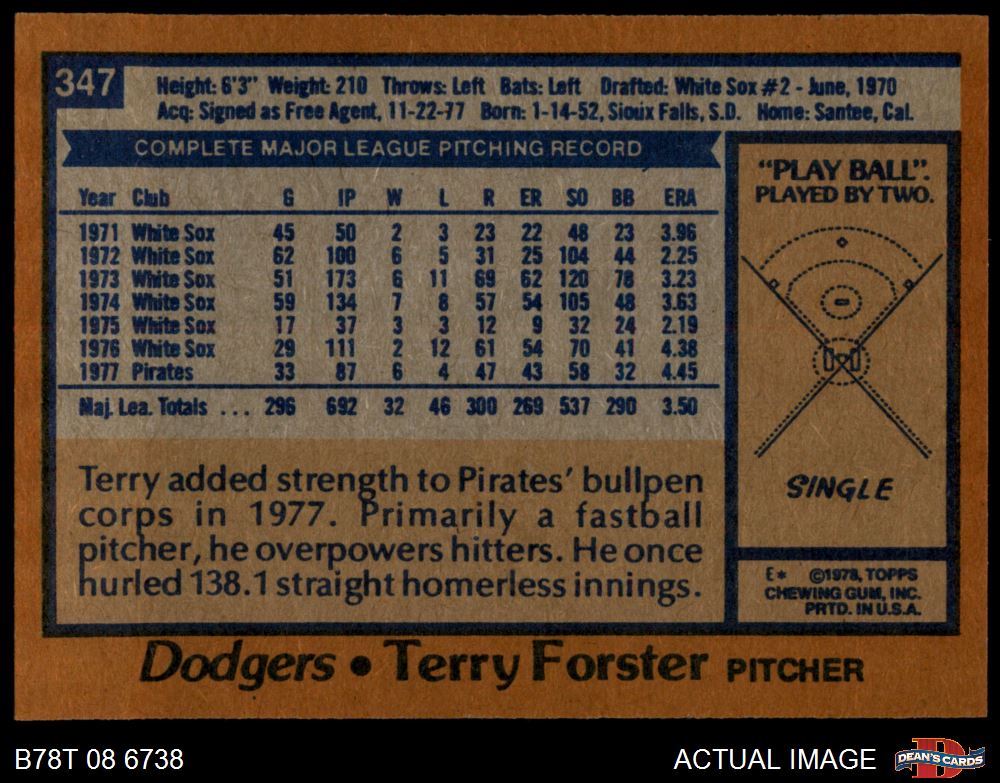 347
Height: 6'3" Weight: 210 Throws: Left Bats: Left Drafted: White Sox #2 - June, 1970
Acq: Signed as Free Agent, 11-22-77 Born: 1-14-52, Sioux Falls, S.D. Home: Santee, Cal.
COMPLETE MAJOR LEAGUE PITCHING RECORD
Year Club G IP W L R ER SO BB ERA
1971 White Sox 45 50 2 3 23 22 48 23 3.96
1972 White Sox 62 100 6 5 31 25 104 44 2.25
1973 White Sox 51 173 6 11 69 62 120 78 3.23
1974 White Sox 59 134 7 8 57 54 105 48 3.63
1975 White Sox 17 37 3 3 12 9 32 24 2.19
1976 White Sox 29 111 2 12 61 54 70 41 4.38
1977 Pirates 33 87 6 4 47 43 58 32 4.45
Maj. Lea. Totals ... 296 692 32 46 300 269 537 290 3.50
Terry added strength to Pirates' bullpen
corps in 1977. Primarily a fastball
pitcher, he overpowers hitters. He once
hurled 138.1 straight homerless innings.
"PLAY BALL".
PLAYED BY TWO.
SINGLE
E* ©1978, TOPPS
CHEWING GUM, INC.
PRTD. IN U.S.A.
Dodgers • Terry Forster PITCHER
B78T 08 6738
ACTUAL IMAGE
D
DEAN'S CARDS